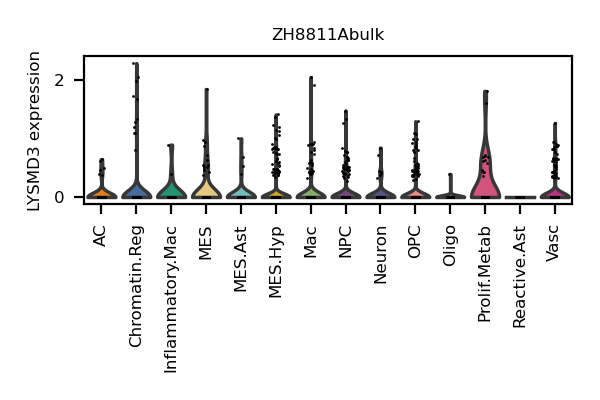 ZH8811Abulk
LYSMD3 expression
2
0
AC
Chromatin.Reg
Inflammatory.Mac
MES
MES.Ast
MES.Hyp
Mac
NPC
Neuron
OPC
Oligo
Prolif.Metab
Reactive.Ast
Vasc